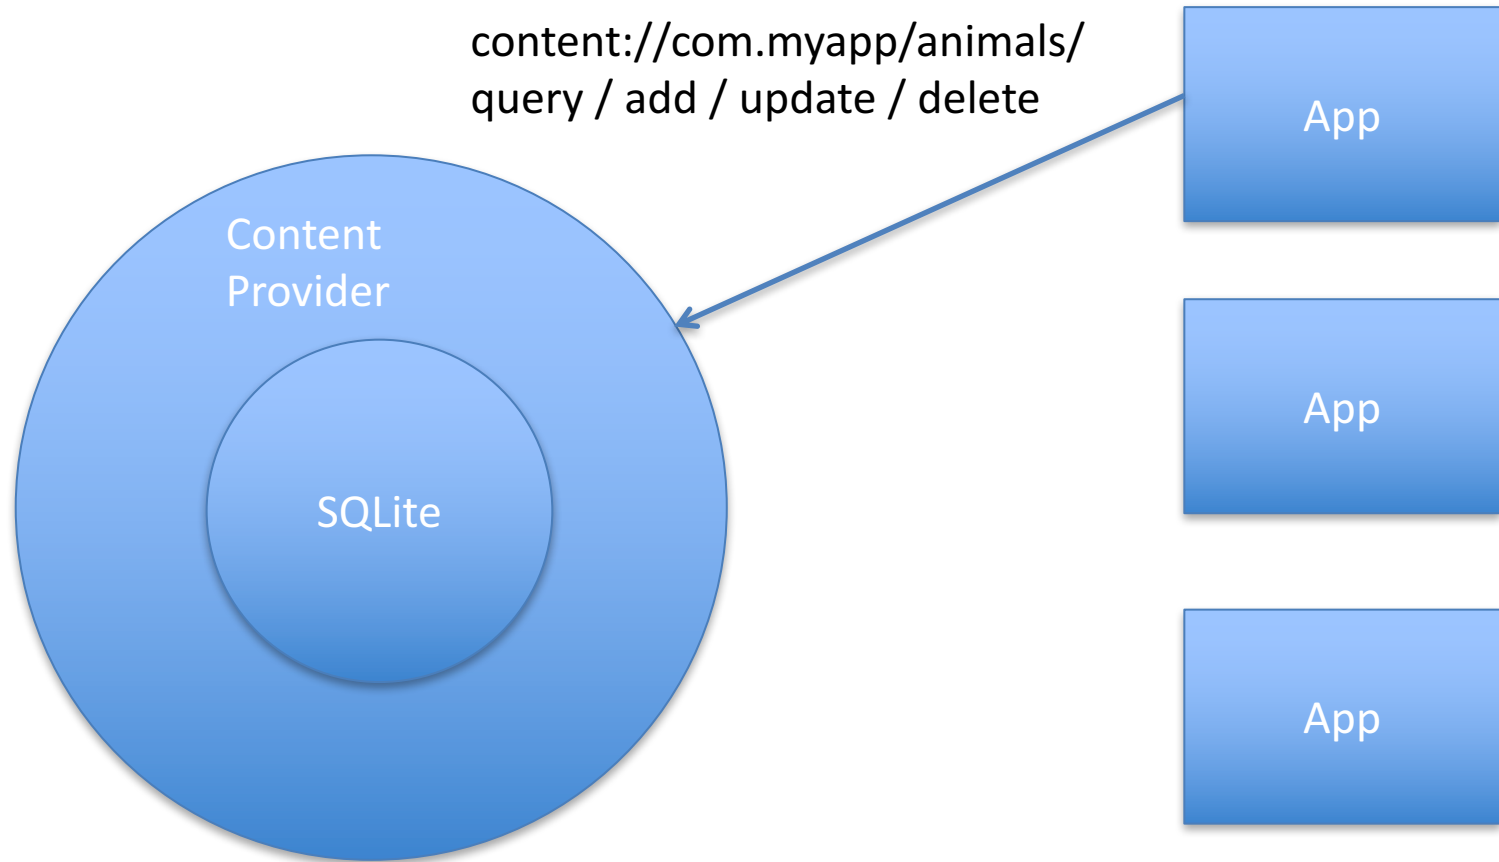 content://com.myapp/animals/
query / add / update / delete
App
Content
Provider
App
SQLite
App